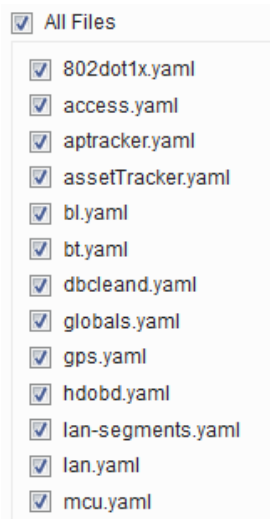 All Files
802dot1x.yaml
access.yaml
aptracker.yaml
assetTracker.yaml
bl.yaml
bt.yaml
dbcleand.yaml
globals.yaml
gps.yaml
hdobd.yaml
lan-segments.yaml
lan.yaml
mcu.yaml